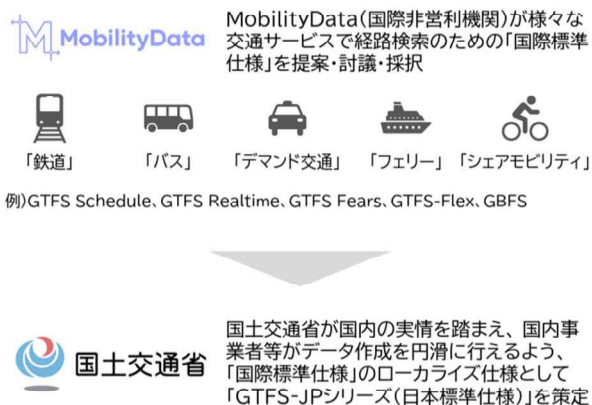 MobilityData
MobilityData(国際非営利機関)が様々な
交通サービスで経路検索のための「国際標準
仕様」を提案・討議・採択
「鉄道」 「バス」 「デマンド交通」 「フェリー」 「シェアモビリティ」
例)GTFS Schedule、GTFS Realtime、GTFS Fears、GTFS-Flex、GBFS
国土交通省
国土交通省が国内の実情を踏まえ、国内事
業者等がデータ作成を円滑に行えるよう、
「国際標準仕様」のローカライズ仕様として
「GTFS-JPシリーズ(日本標準仕様)」を策定